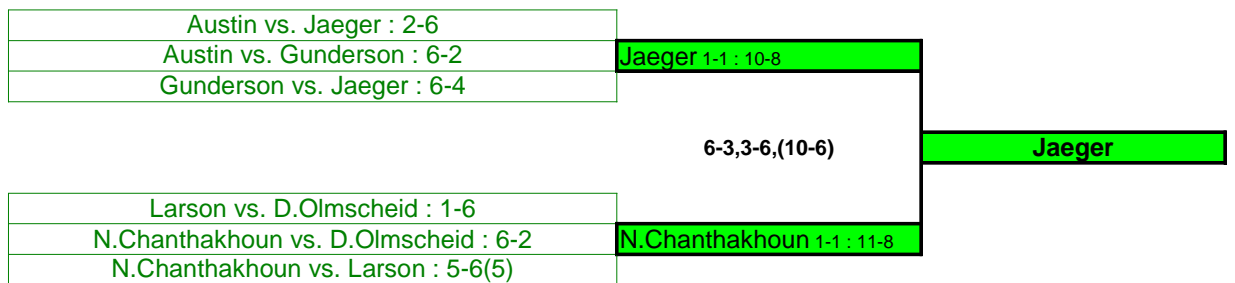 Austin vs. Jaeger : 2-6
Austin vs. Gunderson : 6-2
Jaeger 1-1 : 10-8
Gunderson vs. Jaeger : 6-4
6-3,3-6,(10-6)
Jaeger
Larson vs. D.Olmscheid : 1-6
N.Chanthakhoun vs. D.Olmscheid : 6-2
N.Chanthakhoun 1-1 : 11-8
N.Chanthakhoun vs. Larson : 5-6(5)